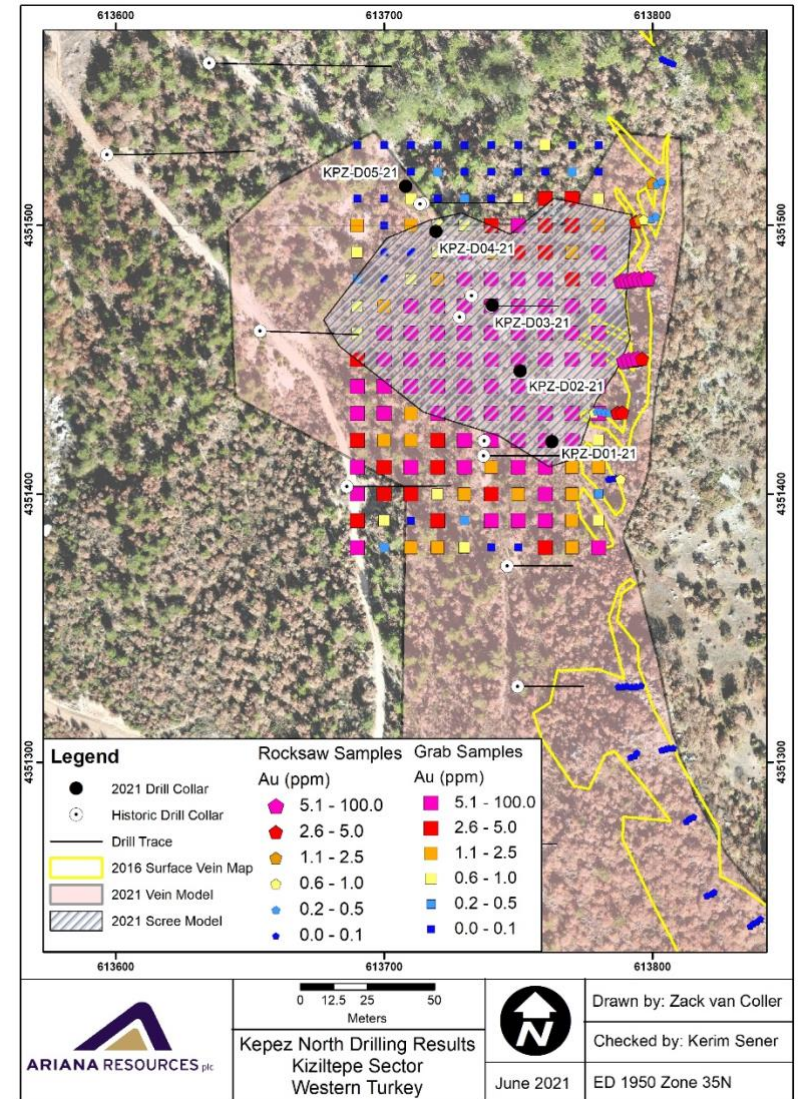 613600 613700 613800
4351500
4351400
4351300
4351500
4351400
4351300
KPZ-D05-21
KPZ-D04-21
KPZ-D03-21
KPZ-D02-21
KPZ-D01-21
Legend
2021 Drill Collar
Historic Drill Collar
Drill Trace
2016 Surface Vein Map
2021 Vein Model
2021 Scree Model
Rocksaw Samples
Au (ppm)
5.1 - 100.0
2.6 - 5.0
1.1 - 2.5
0.6 - 1.0
0.2 - 0.5
0.0 - 0.1
Grab Samples
Au (ppm)
5.1 - 100.0
2.6 - 5.0
1.1 - 2.5
0.6 - 1.0
0.2 - 0.5
0.0 - 0.1
613600 613700 613800
ARIANA RESOURCES plc
0 12.5 25 50
Meters
Kepez North Drilling Results
Kiziltepe Sector
Western Turkey
N
June 2021
Drawn by: Zack van Coller
Checked by: Kerim Sener
ED 1950 Zone 35N